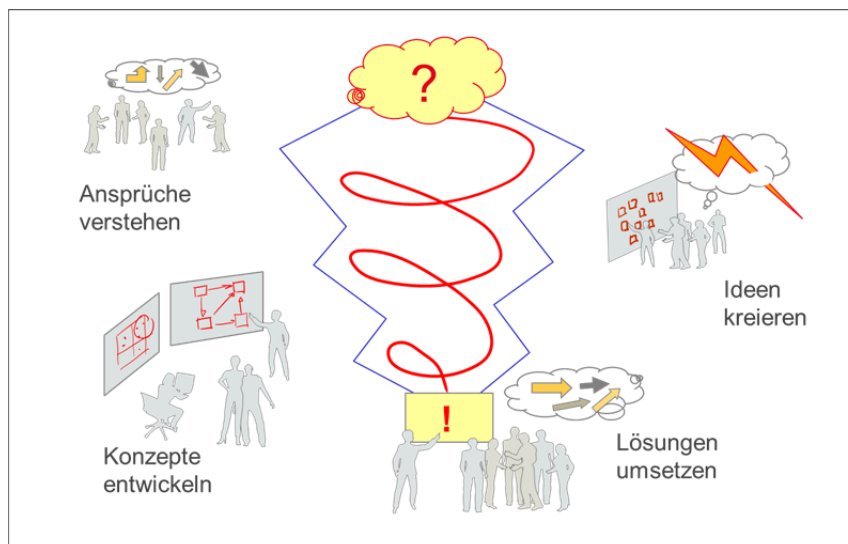 ?
Ansprüche
verstehen
Ideen
kreieren
Konzepte
entwickeln
!
Lösungen
umsetzen